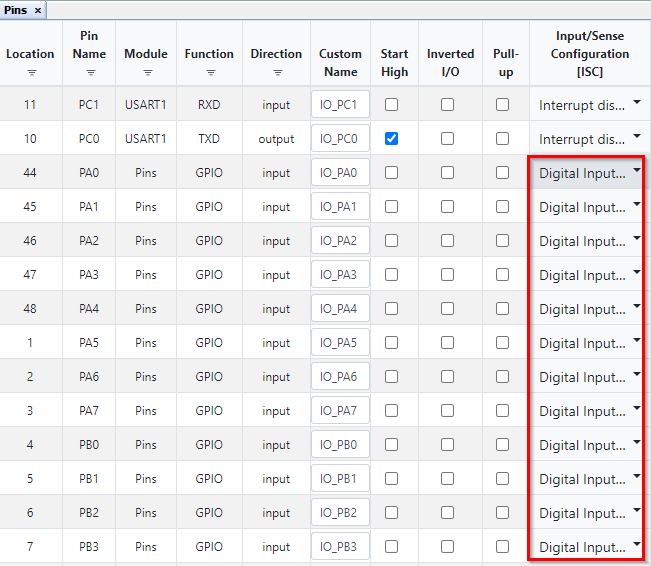 Pins ×
Location Pin Name Module Function Direction Custom Name Start High Inverted I/O Pull-up Input/Sense Configuration [ISC]
11 PC1 USART1 RXD input IO_PC1 Interrupt dis...
10 PC0 USART1 TXD output IO_PC0 Interrupt dis...
44 PA0 Pins GPIO input IO_PA0 Digital Input...
45 PA1 Pins GPIO input IO_PA1 Digital Input...
46 PA2 Pins GPIO input IO_PA2 Digital Input...
47 PA3 Pins GPIO input IO_PA3 Digital Input...
48 PA4 Pins GPIO input IO_PA4 Digital Input...
1 PA5 Pins GPIO input IO_PA5 Digital Input...
2 PA6 Pins GPIO input IO_PA6 Digital Input...
3 PA7 Pins GPIO input IO_PA7 Digital Input...
4 PB0 Pins GPIO input IO_PB0 Digital Input...
5 PB1 Pins GPIO input IO_PB1 Digital Input...
6 PB2 Pins GPIO input IO_PB2 Digital Input...
7 PB3 Pins GPIO input IO_PB3 Digital Input...